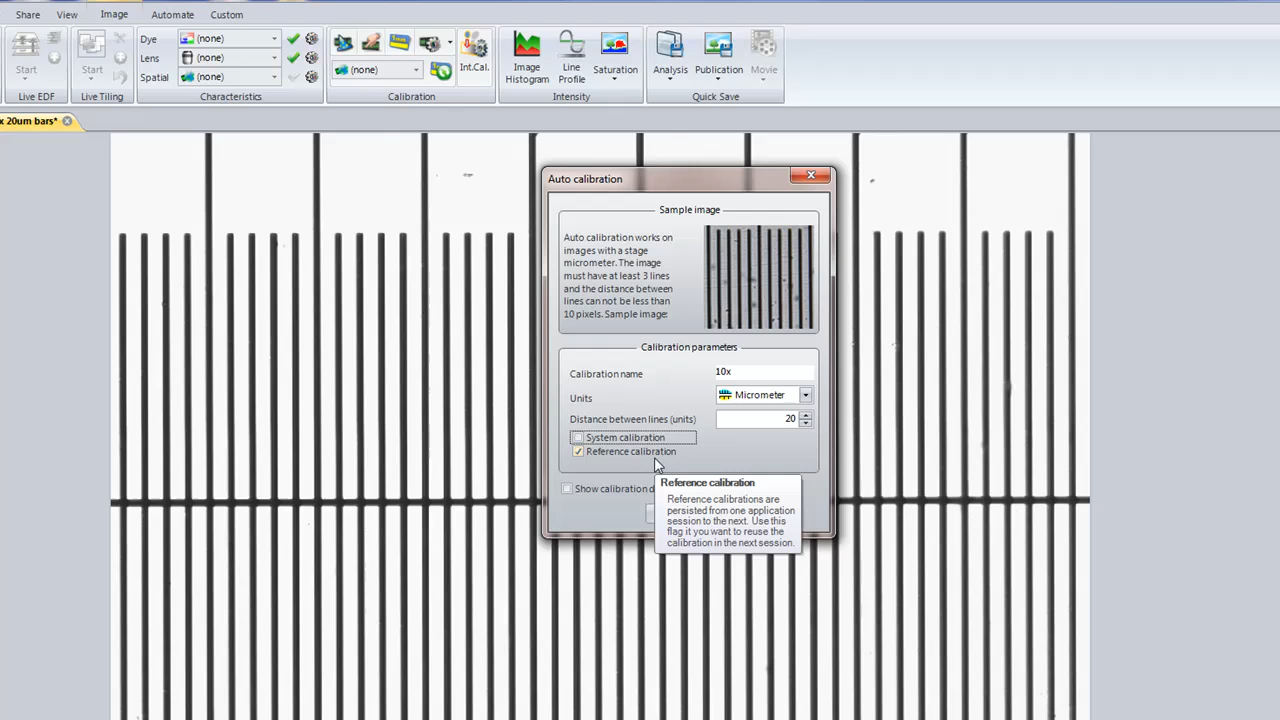 Share View Image Automate Custom
Dye (none)
Start Start Lens (none) Int.Cal. Image Line Saturation Analysis Publication Movie
Spatial (none) (none) Histogram Profile
Live EDF Live Tiling Characteristics Calibration Intensity Quick Save
x 20um bars*
Auto calibration
Sample image
Auto calibration works on
images with a stage
micrometer. The image
must have at least 3 lines
and the distance between
lines can not be less than
10 pixels. Sample image:
Calibration parameters
Calibration name 10x
Units Micrometer
Distance between lines (units) 20
System calibration
Reference calibration
Show calibration d
Reference calibration
Reference calibrations are
persisted from one application
session to the next. Use this
flag it you want to reuse the
calibration in the next session.